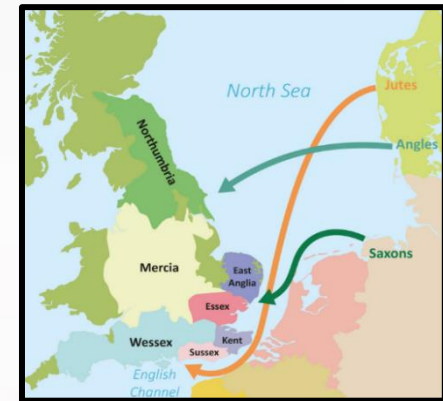 North Sea
Jutes
Angles
Northumbria
Saxons
Mercia
East
Anglia
Essex
Wessex
Kent
Sussex
English
Channel